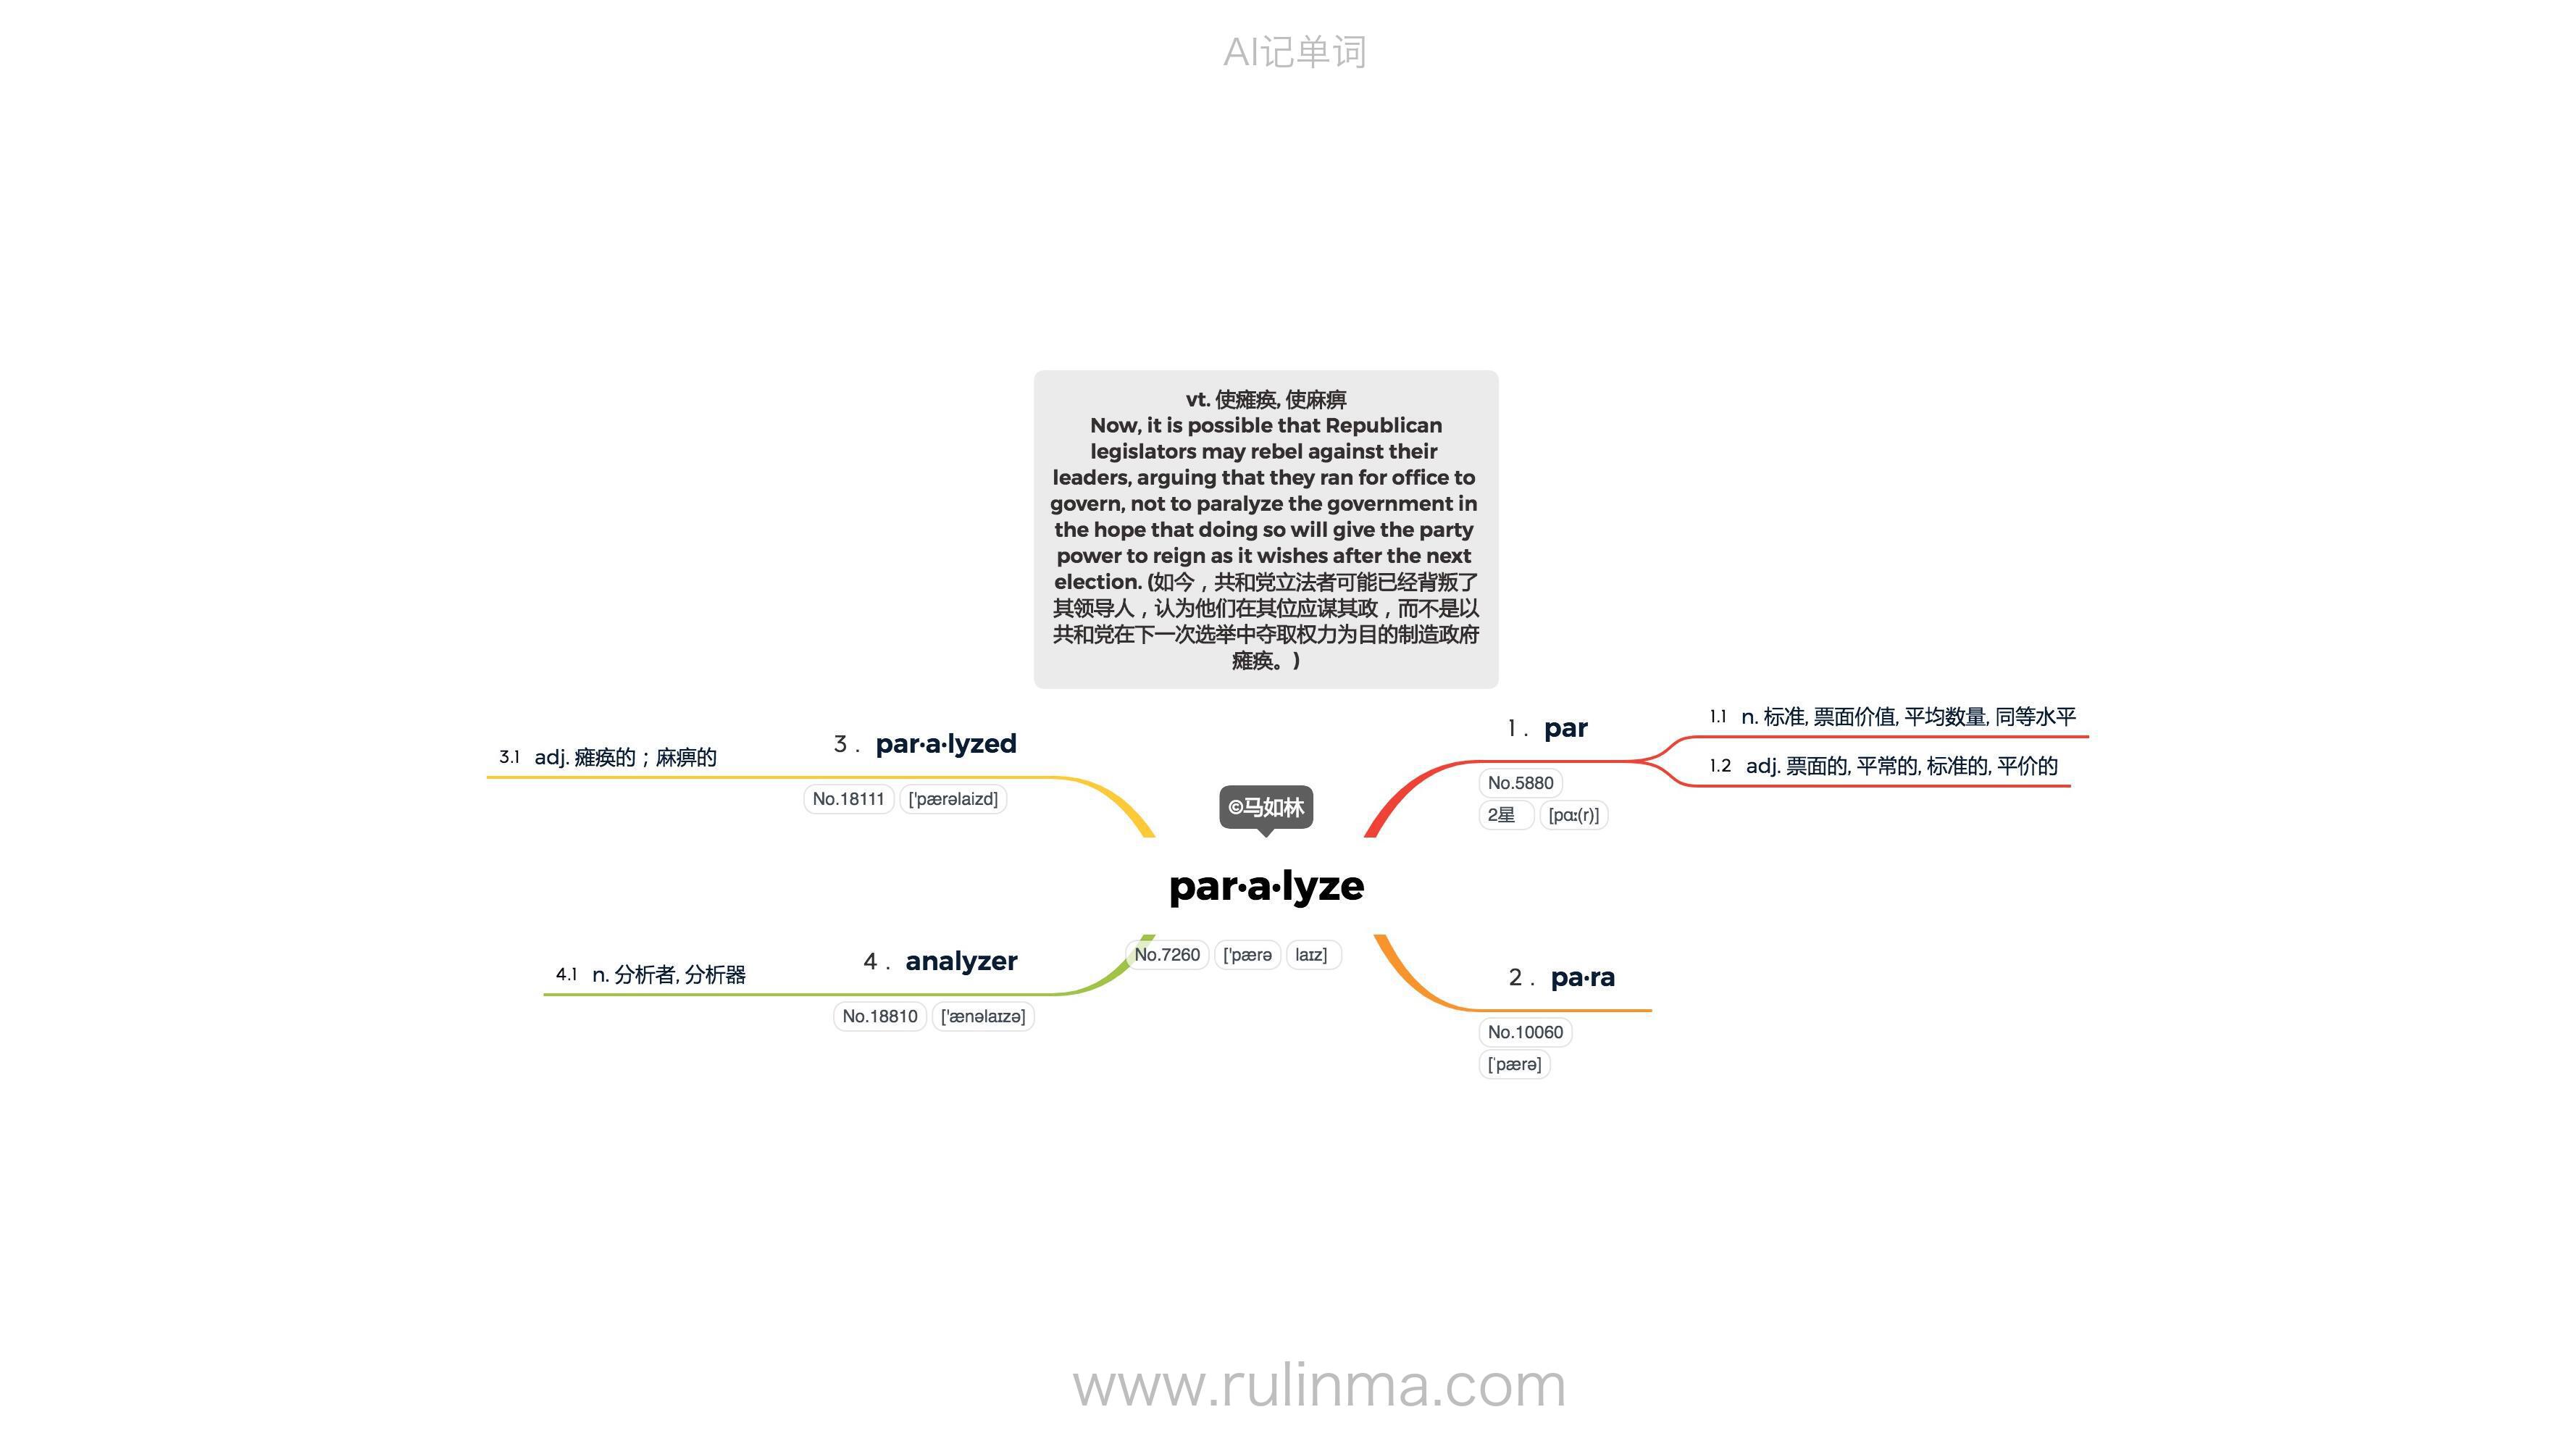 AI记单词
vt. 使瘫痪, 使麻痹
Now, it is possible that Republican
legislators may rebel against their
leaders, arguing that they ran for office to
govern, not to paralyze the government in
the hope that doing so will give the party
power to reign as it wishes after the next
election. (如今，共和党立法者可能已经背叛了
其领导人，认为他们在其位应谋其政，而不是以
共和党在下一次选举中夺取权力为目的制造政府
瘫痪。)
©马如林
par·a·lyze
No.7260 ['pærə laɪz]
1. par
No.5880
2星 [pɑː(r)]
1.1 n. 标准, 票面价值, 平均数量, 同等水平
1.2 adj. 票面的, 平常的, 标准的, 平价的
2. pa·ra
No.10060
['pærə]
3. par·a·lyzed
No.18111 ['pærəlaizd]
3.1 adj. 瘫痪的；麻痹的
4. analyzer
No.18810 ['ænəlaɪzə]
4.1 n. 分析者, 分析器
www.rulinma.com